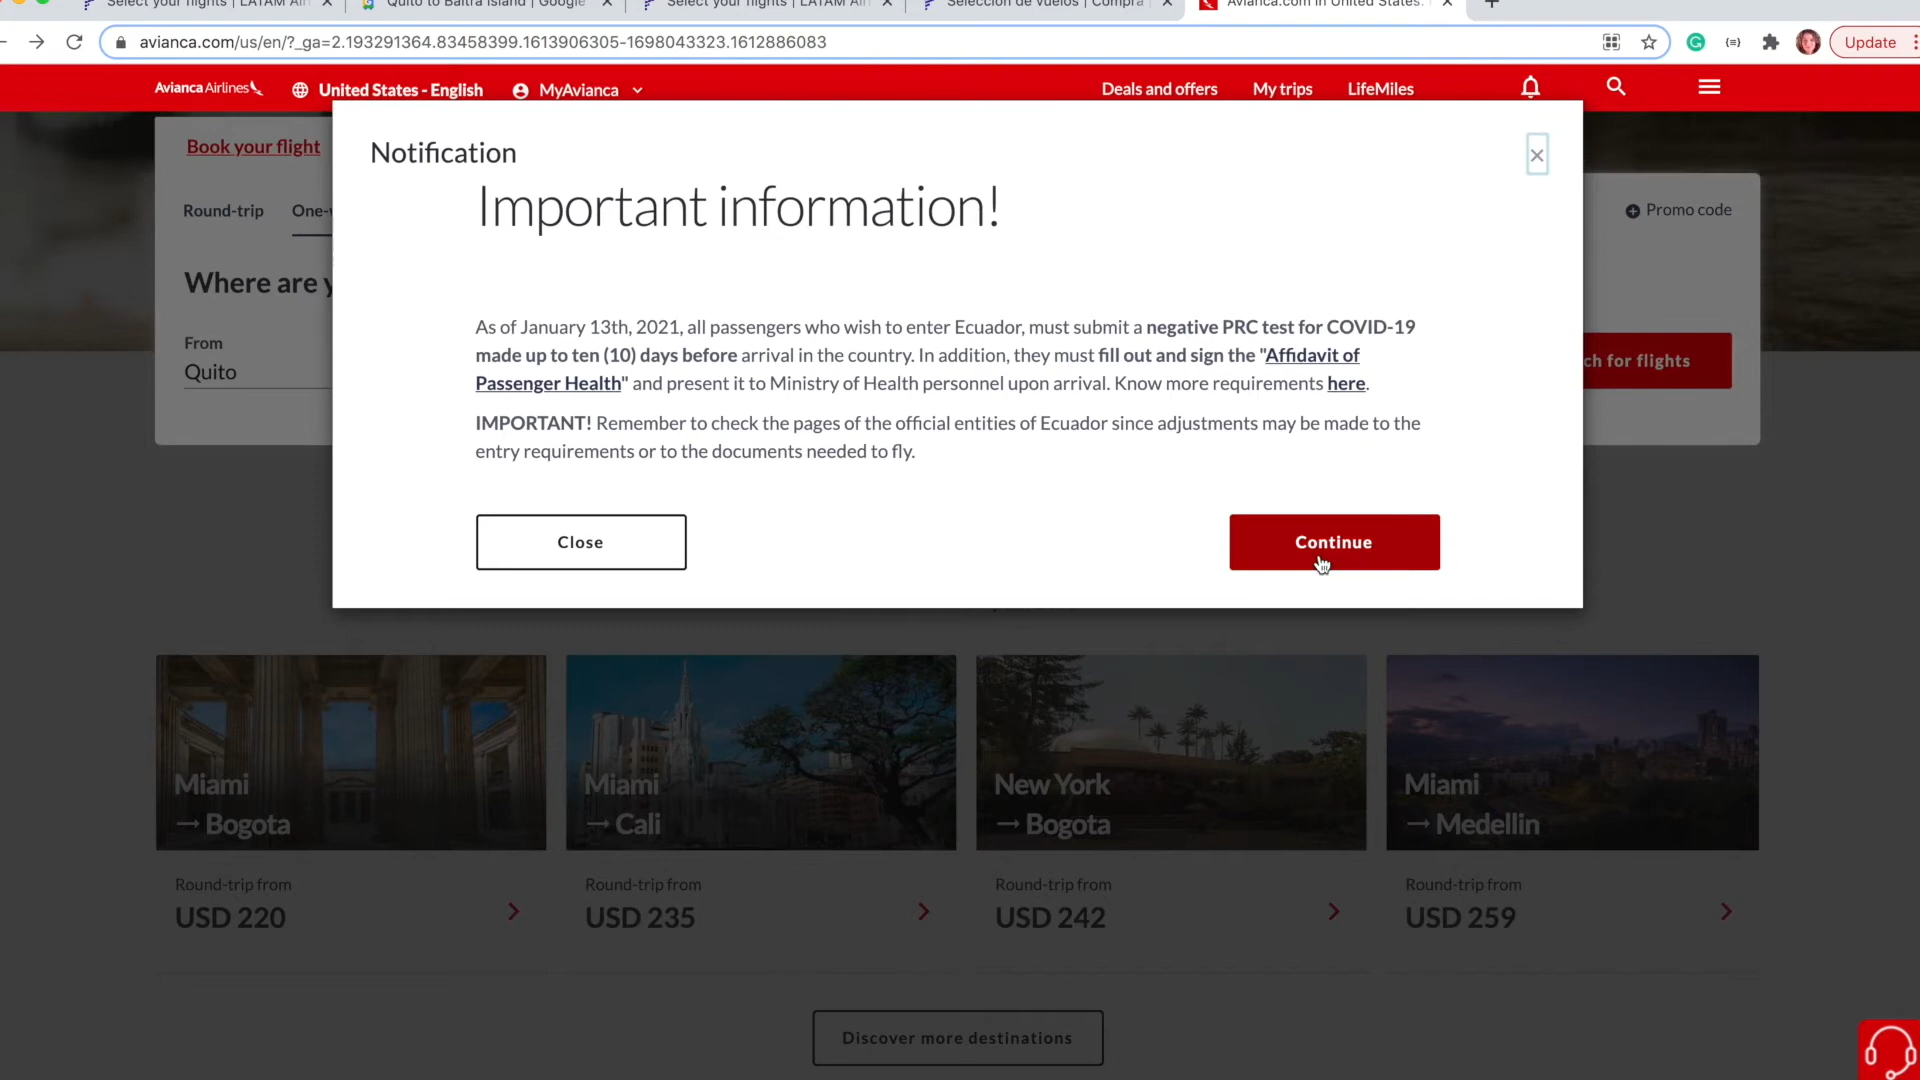 Select your flights | LATAM Airl × Quito to Baltra Island | Google × Select your flights | LATAM Airl × Selección de vuelos | Compra × Avianca.com in United States. × +
avianca.com/us/en/?_ga=2.193291364.83458399.1613906305-1698043323.1612886083 Update
Avianca Airlines United States - English MyAvianca Deals and offers My trips LifeMiles
Book your flight
Notification
Important information!
Round-trip One-w Promo code
Where are y
As of January 13th, 2021, all passengers who wish to enter Ecuador, must submit a negative PRC test for COVID-19
made up to ten (10) days before arrival in the country. In addition, they must fill out and sign the "Affidavit of
Passenger Health" and present it to Ministry of Health personnel upon arrival. Know more requirements here.
IMPORTANT! Remember to check the pages of the official entities of Ecuador since adjustments may be made to the
entry requirements or to the documents needed to fly.
From
Quito
ch for flights
Close Continue
Miami
→ Bogota
Round-trip from
USD 220
Miami
→ Cali
Round-trip from
USD 235
New York
→ Bogota
Round-trip from
USD 242
Miami
→ Medellin
Round-trip from
USD 259
Discover more destinations